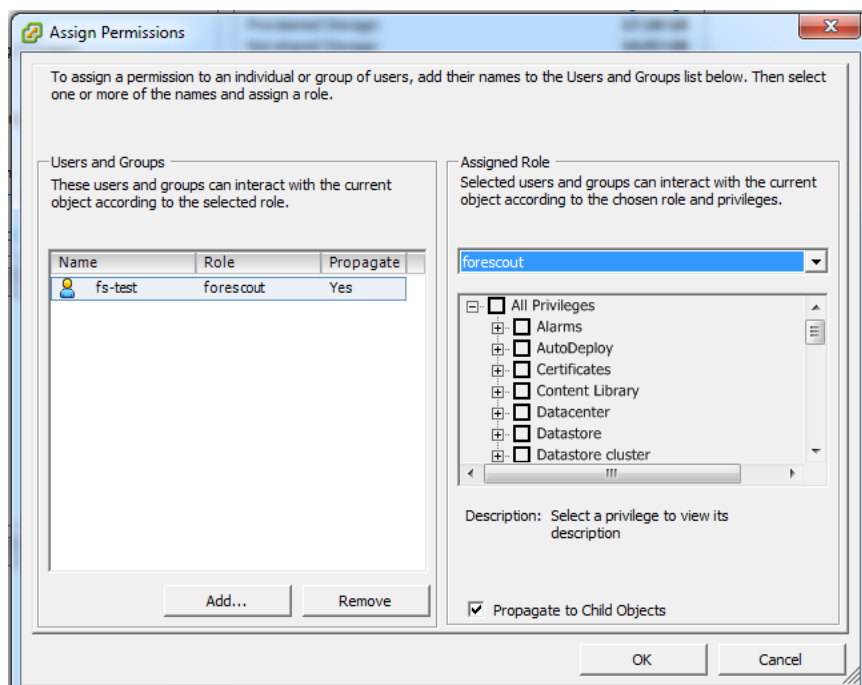 Assign Permissions
To assign a permission to an individual or group of users, add their names to the Users and Groups list below. Then select
one or more of the names and assign a role.
Users and Groups
These users and groups can interact with the current
object according to the selected role.
Name Role Propagate
fs-test forescout Yes
Add... Remove
Assigned Role
Selected users and groups can interact with the current
object according to the chosen role and privileges.
forescout
All Privileges
Alarms
AutoDeploy
Certificates
Content Library
Datacenter
Datastore
Datastore cluster
Description: Select a privilege to view its
description
Propagate to Child Objects
OK Cancel